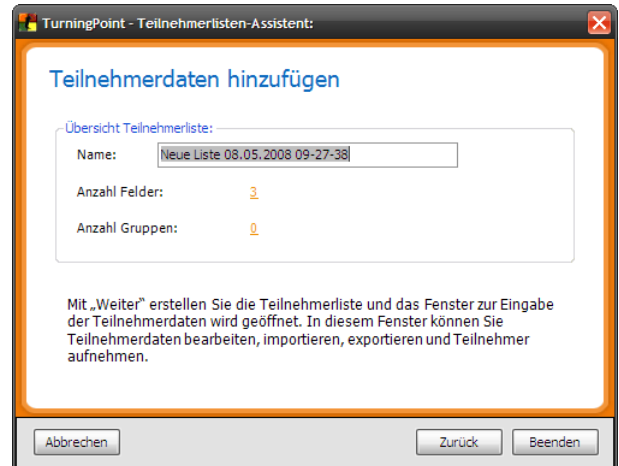 TurningPoint - Teilnehmerlisten-Assistent:
Teilnehmerdaten hinzufügen
Übersicht Teilnehmerliste:
Name: Neue Liste 08.05.2008 09-27-38
Anzahl Felder: 3
Anzahl Gruppen: 0
Mit „Weiter“ erstellen Sie die Teilnehmerliste und das Fenster zur Eingabe
der Teilnehmerdaten wird geöffnet. In diesem Fenster können Sie
Teilnehmerdaten bearbeiten, importieren, exportieren und Teilnehmer
aufnehmen.
Abbrechen Zurück Beenden